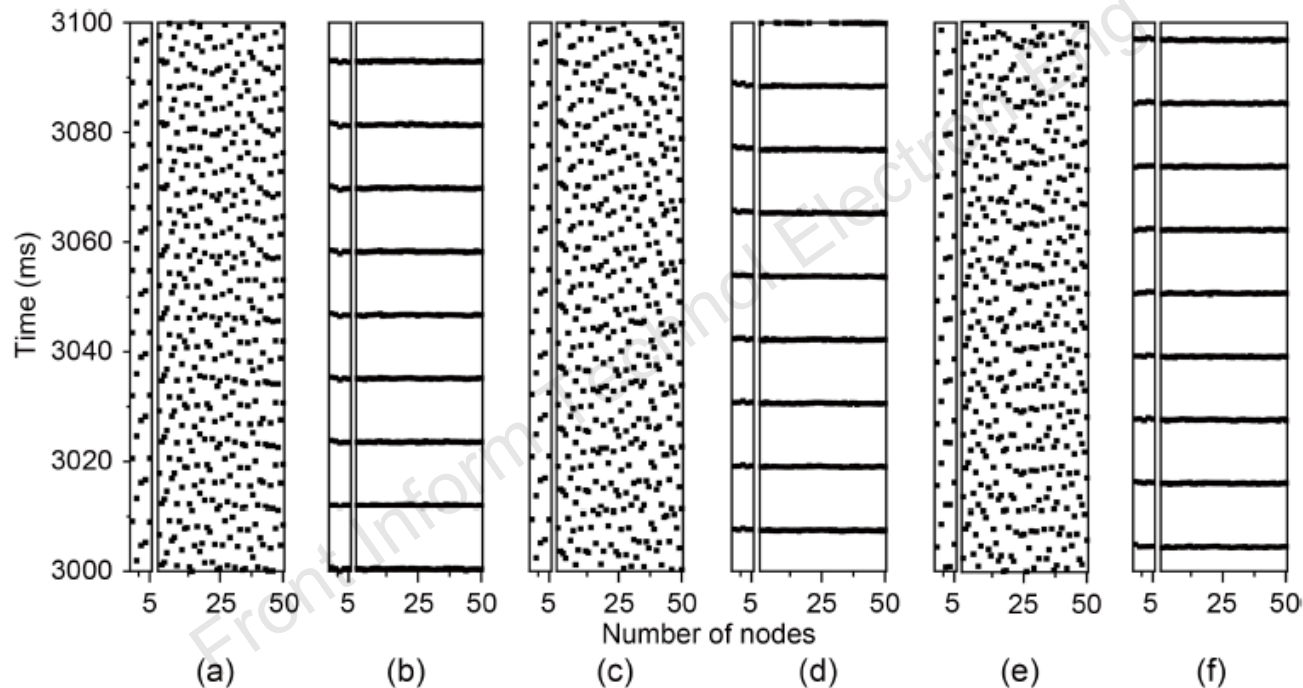 3100
3080
3060
3040
3020
3000
Time (ms)
5 25 50 5 25 50 5 25 50 5 25 50 5 25 50 5 25 50
Number of nodes
(a) (b) (c) (d) (e) (f)
Front Inform Technol Electron Eng